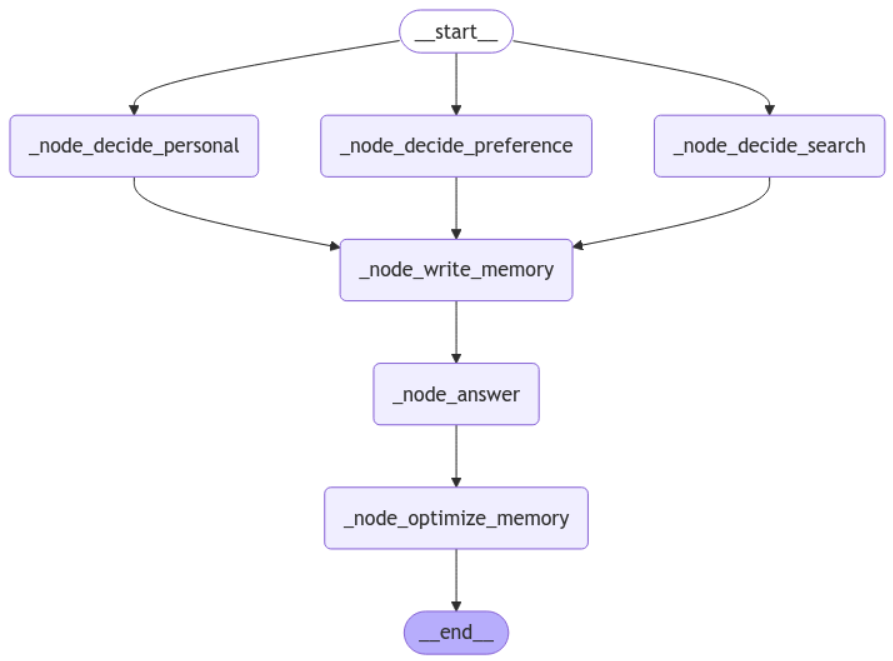 __start__
_node_decide_personal
_node_decide_preference
_node_decide_search
_node_write_memory
_node_answer
_node_optimize_memory
__end__